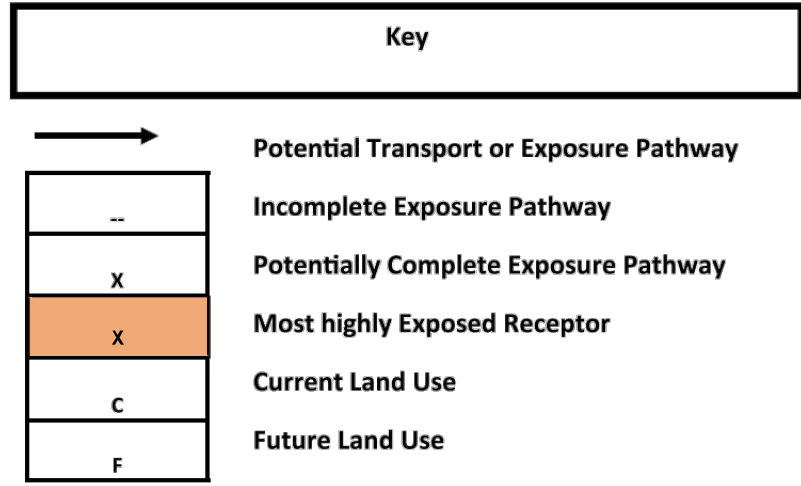 Key
Potential Transport or Exposure Pathway
-- Incomplete Exposure Pathway
X Potentially Complete Exposure Pathway
X Most highly Exposed Receptor
C Current Land Use
F Future Land Use